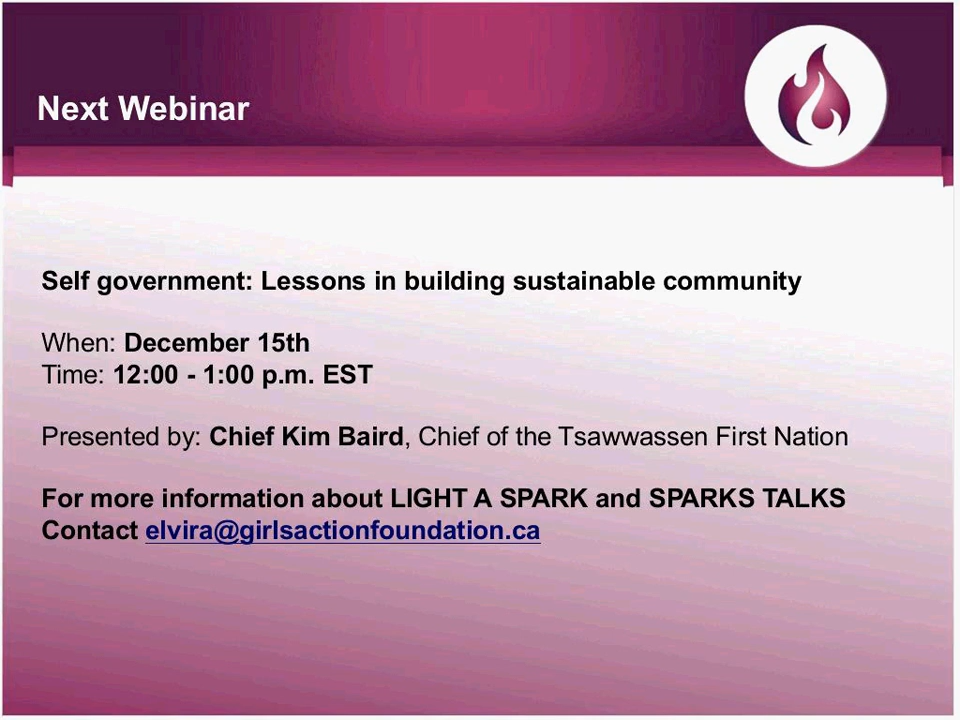 Next Webinar
Self government: Lessons in building sustainable community
When: December 15th
Time: 12:00 - 1:00 p.m. EST
Presented by: Chief Kim Baird, Chief of the Tsawwassen First Nation
For more information about LIGHT A SPARK and SPARKS TALKS
Contact elvira@girlsactionfoundation.ca